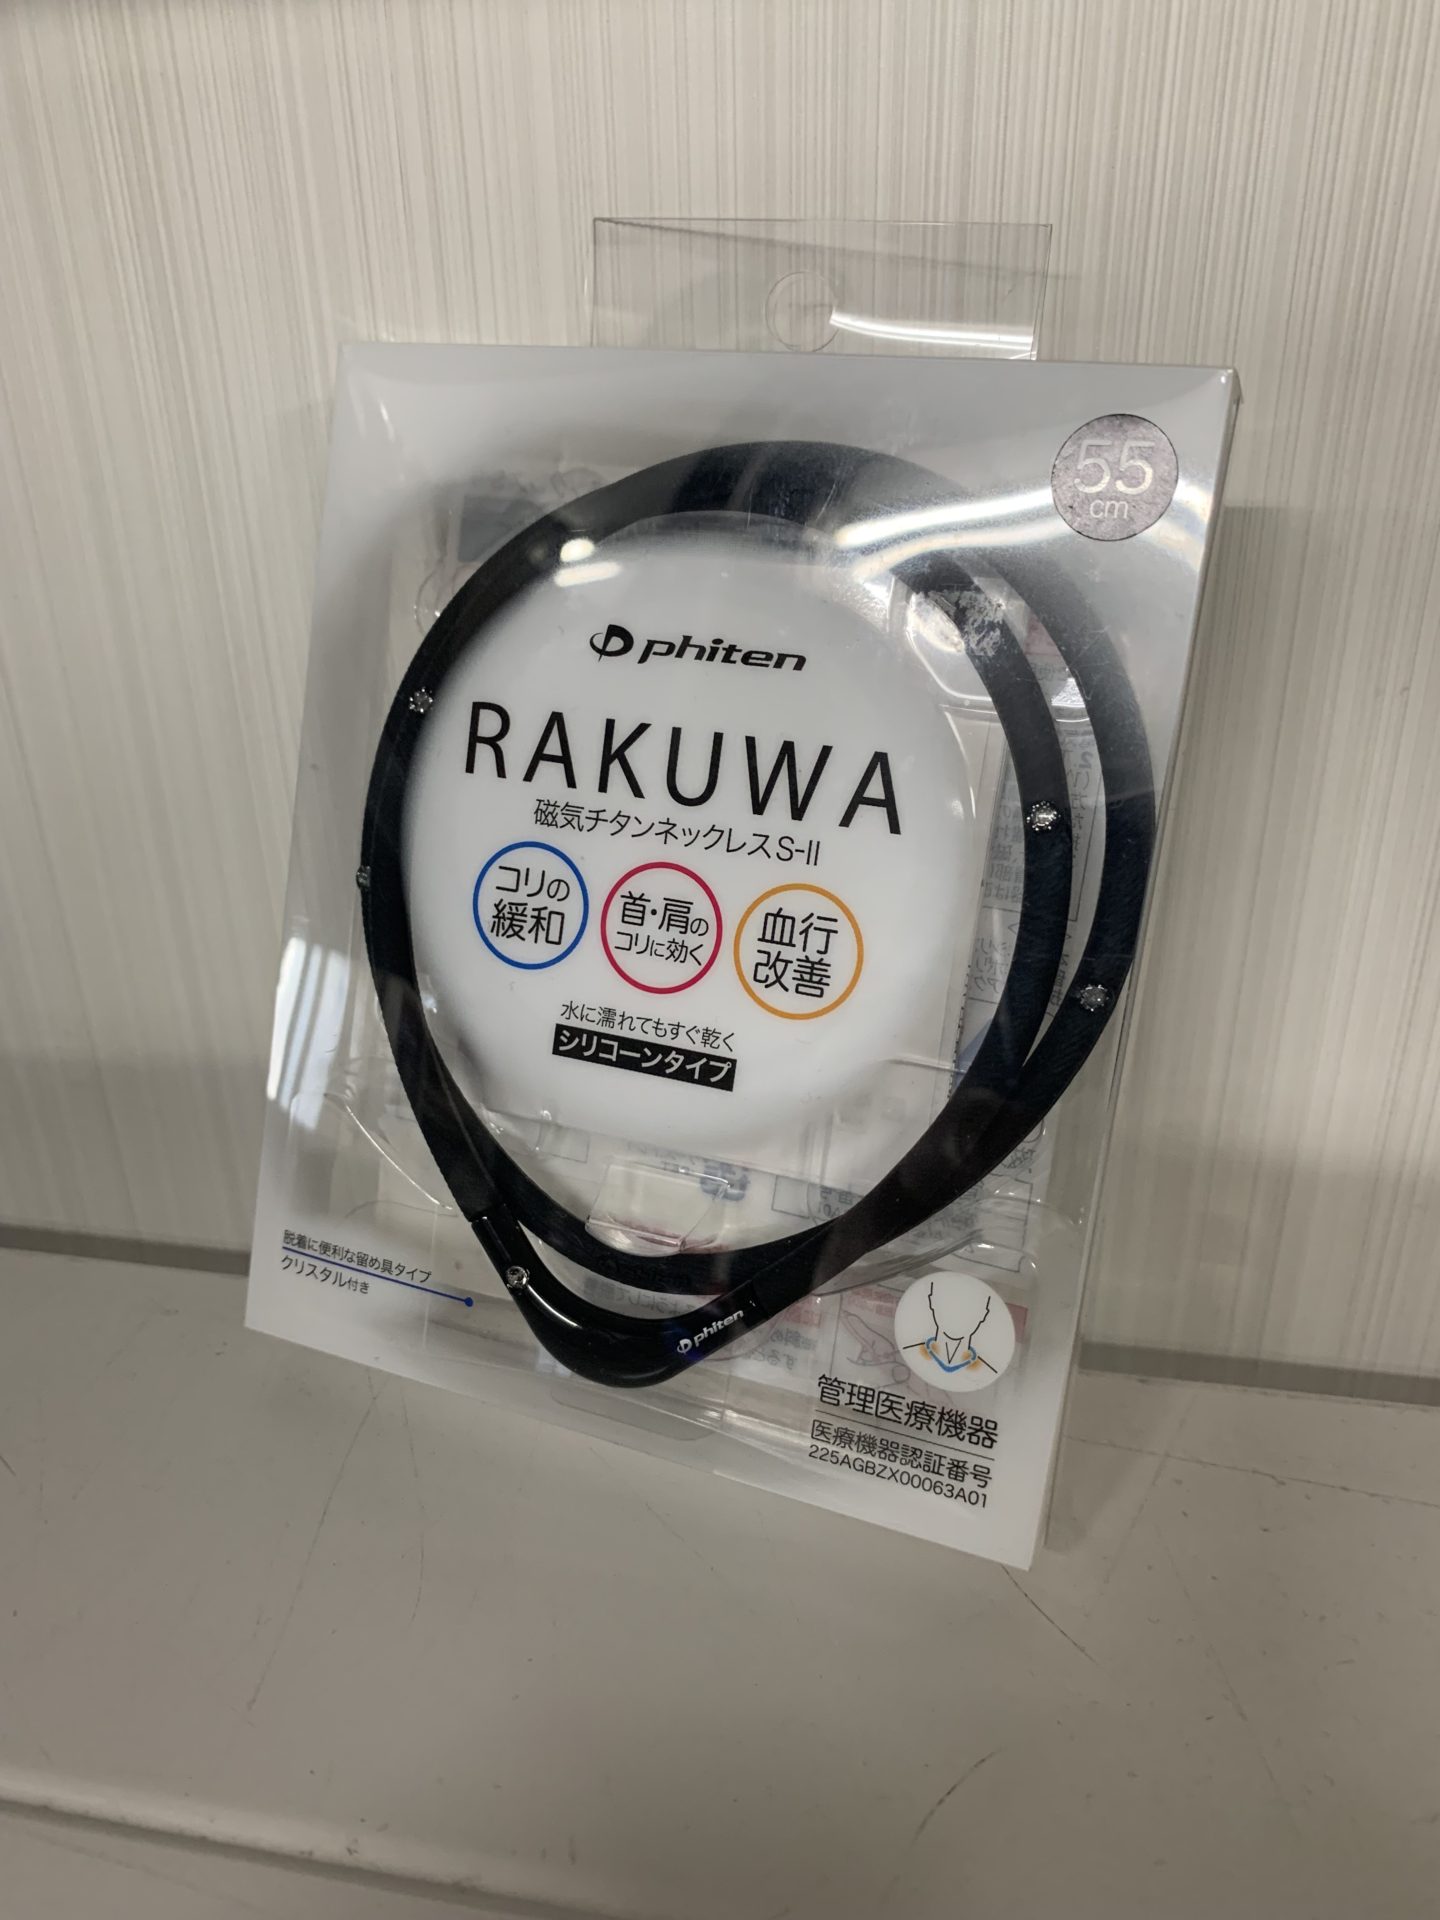 55
cm
phiten
RAKUWA
磁気チタンネックレス S-II
コリの
緩和
首・肩の
コリに効く
血行
改善
水に濡れてもすぐ乾く
シリコーンタイプ
脱着に便利な留め具タイプ
クリスタル付き
phiten
管理医療機器
医療機器認証番号
225AGBZX00063A01